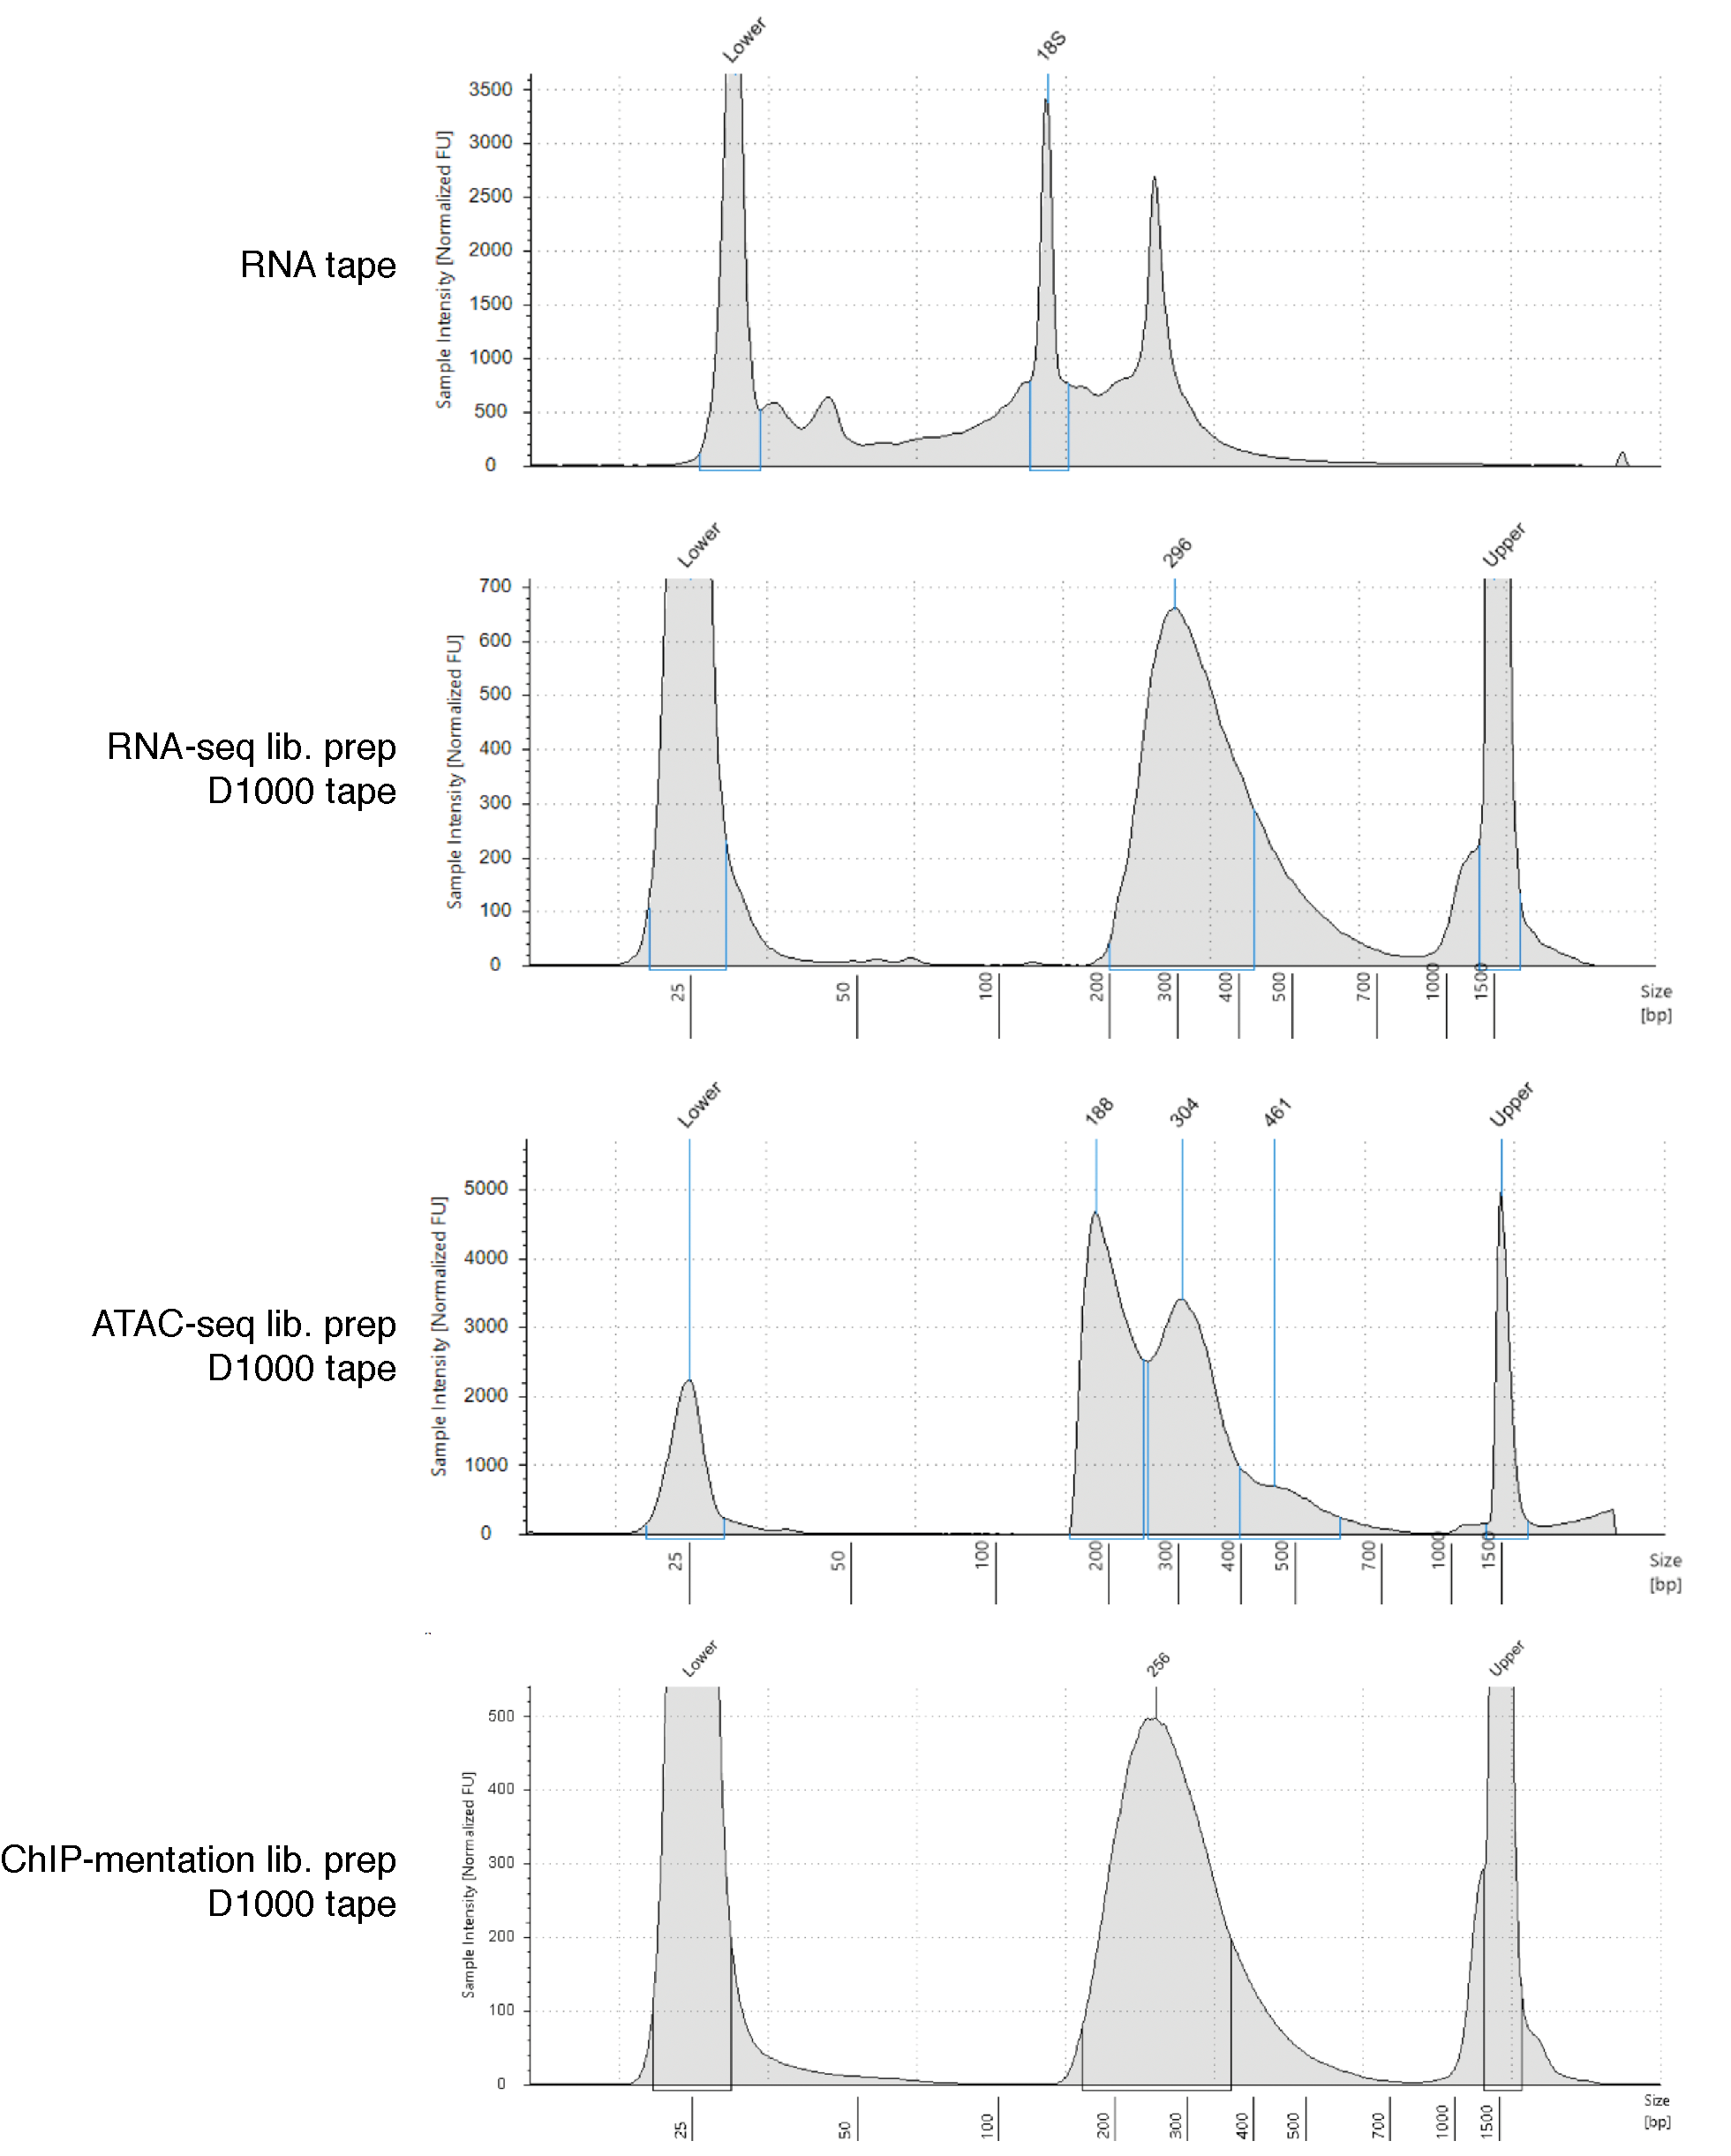 Lower
18S
RNA tape
Sample Intensity [Normalized FU]
3500
3000
2500
2000
1500
1000
500
0
Lower
296
Upper
RNA-seq lib. prep
D1000 tape
Sample Intensity [Normalized FU]
700
600
500
400
300
200
100
0
25
50
100
200
300
400
500
700
1000
1500
Size
[bp]
Lower
188
304
461
Upper
ATAC-seq lib. prep
D1000 tape
Sample Intensity [Normalized FU]
5000
4000
3000
2000
1000
0
25
50
100
200
300
400
500
700
1000
1500
Size
[bp]
Lower
256
Upper
ChIP-mentation lib. prep
D1000 tape
Sample Intensity [Normalized FU]
500
400
300
200
100
0
25
50
100
200
300
400
500
700
1000
1500
Size
[bp]